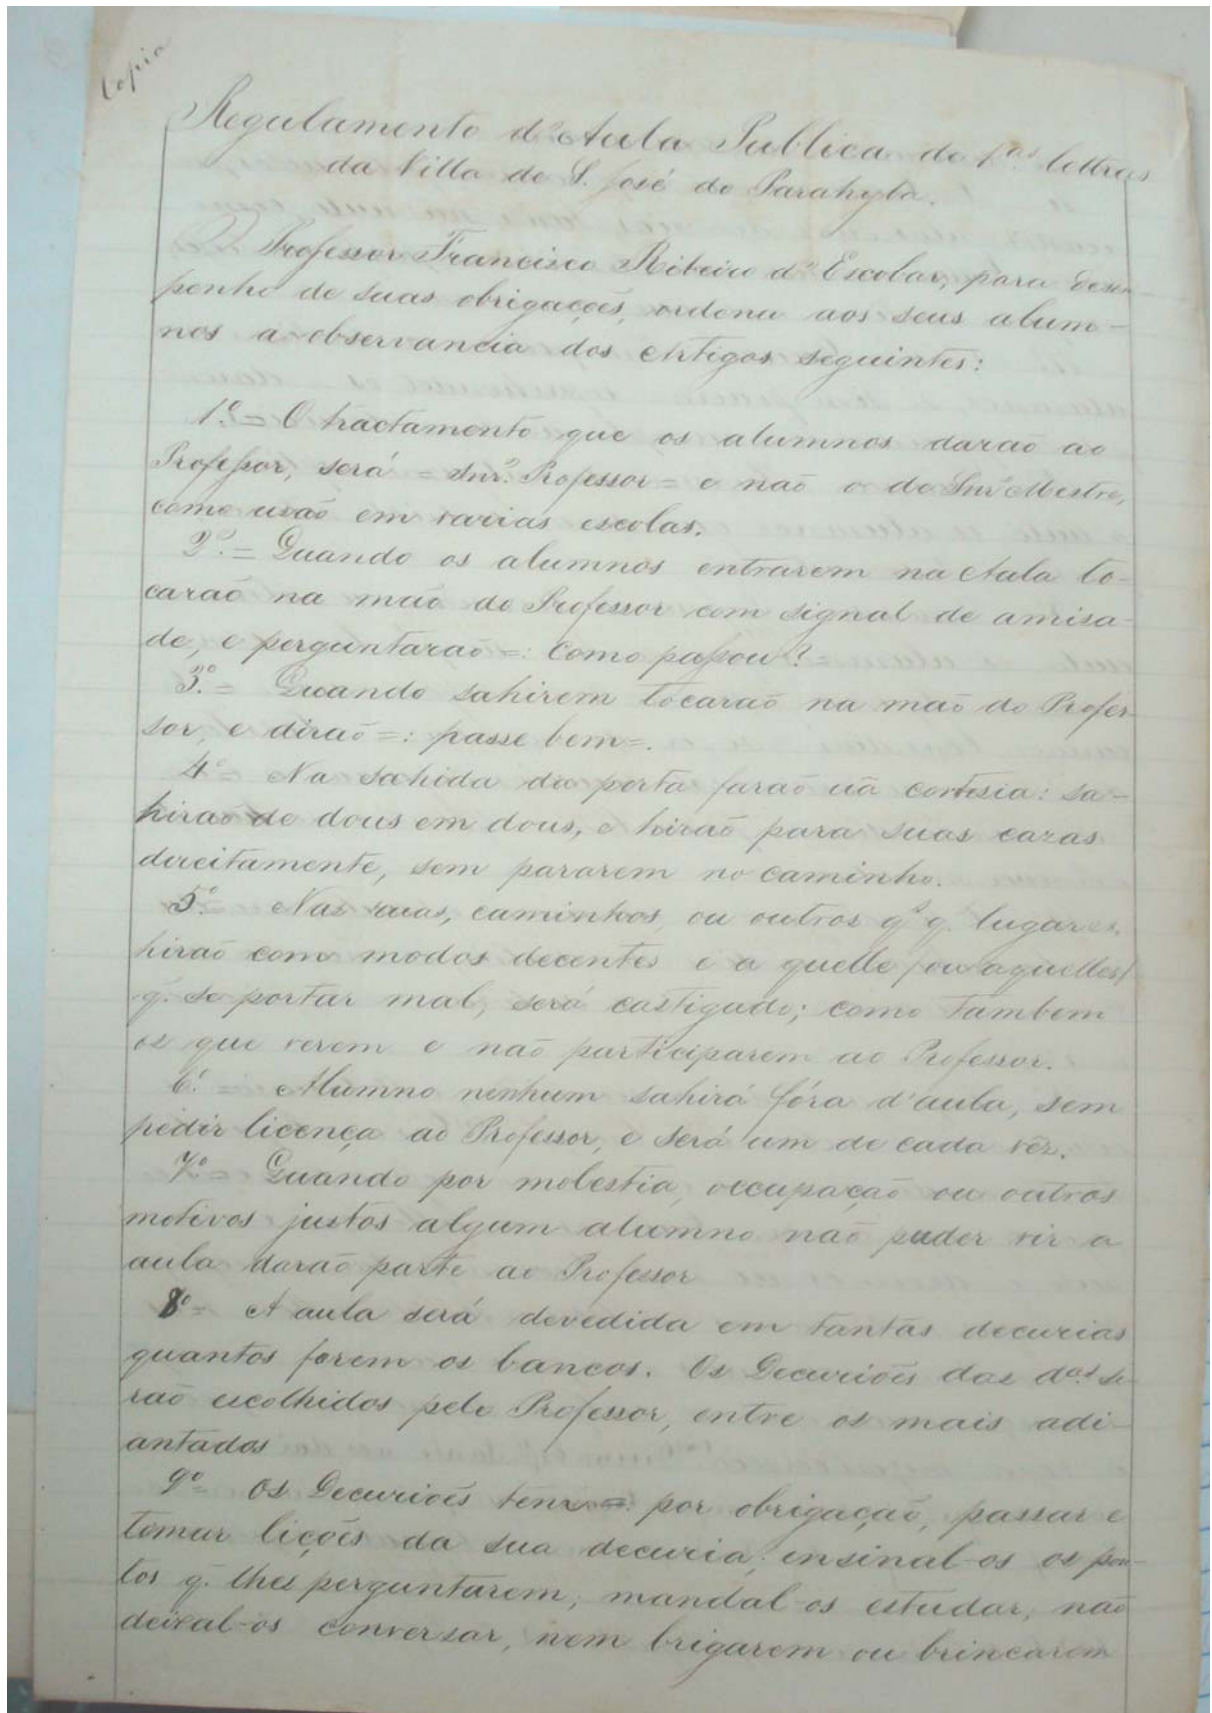 Copia
Regulamento d'Aula Publica de 1.as lettras
da Villa de S. José do Parahyba.
O Professor Francisco Ribeiro d' Escobar, para desem-
penho de suas obrigações, ordena aos seus alum-
nos a observancia dos Artigos seguintes:
1.º = O tractamento que os alumnos darão ao
Professor, será = Snr. Professor = e não o de Snr. Mestre,
como usão em varias escolas.
2º. = Quando os alumnos entrarem na Aula to-
carão na mão do Professor com signal de amisa-
de, e perguntarão =: Como passou?
3º. = Quando sahirem tocarão na mão do Profes-
sor, e dirão =: passe bem =.
4º = Na sahida da porta farão uã cortesia: sa-
hirão de dous em dous, e hirão para suas cazas
direitamente, sem pararem no caminho.
5º. Nas ruas, caminhos, ou outros q.' q.' lugares
hirão com modos decentes e a quelle (ou aquelles)
q. se portar mal, será castigado; como tambem
os que verem e não participarem ao Professor.
6º. = Alumno nenhum sahirá fóra d'aula, sem
pedir licença ao Professor, e será um de cada vez.
7º = Quando por molestia, occupação ou outros
motivos justos algum alumno não puder vir a
aula darão parte ao Professor
8º = A aula será devedida em tantas decurias
quantos forem os bancos. Os Decuriões das d.as se-
rão escolhidos pelo Professor, entre os mais adi-
antados
9º = Os Decuriões tem = por obrigação, passar e
tomar lições da sua decuria; insinal-os os pon-
tos q. lhes perguntarem; mandal-os estudar, não
deixal-os conversar, nem brigarem ou brincarem